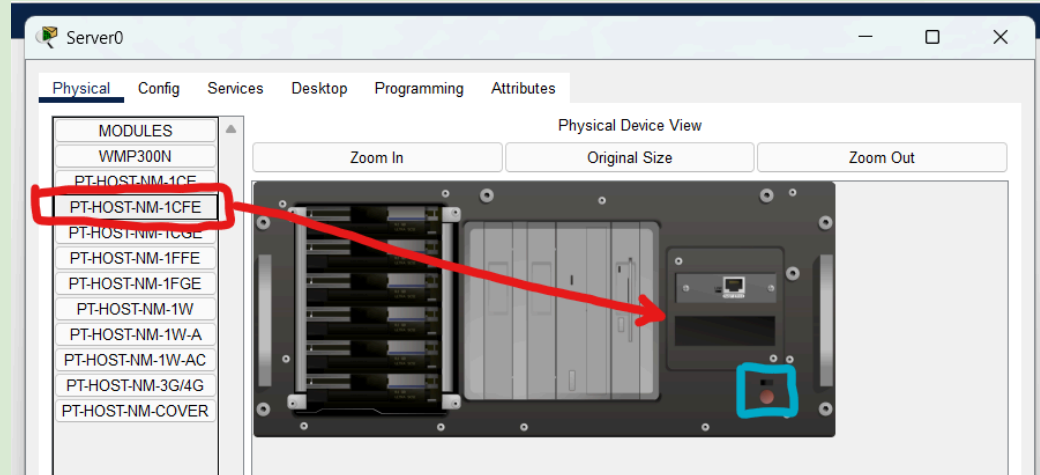 Server0
Physical Config Services Desktop Programming Attributes
MODULES
WMP300N
PT-HOST-NM-1CE
PT-HOST-NM-1CFE
PT-HOST-NM-1CGE
PT-HOST-NM-1FFE
PT-HOST-NM-1FGE
PT-HOST-NM-1W
PT-HOST-NM-1W-A
PT-HOST-NM-1W-AC
PT-HOST-NM-3G/4G
PT-HOST-NM-COVER
Physical Device View
Zoom In Original Size Zoom Out